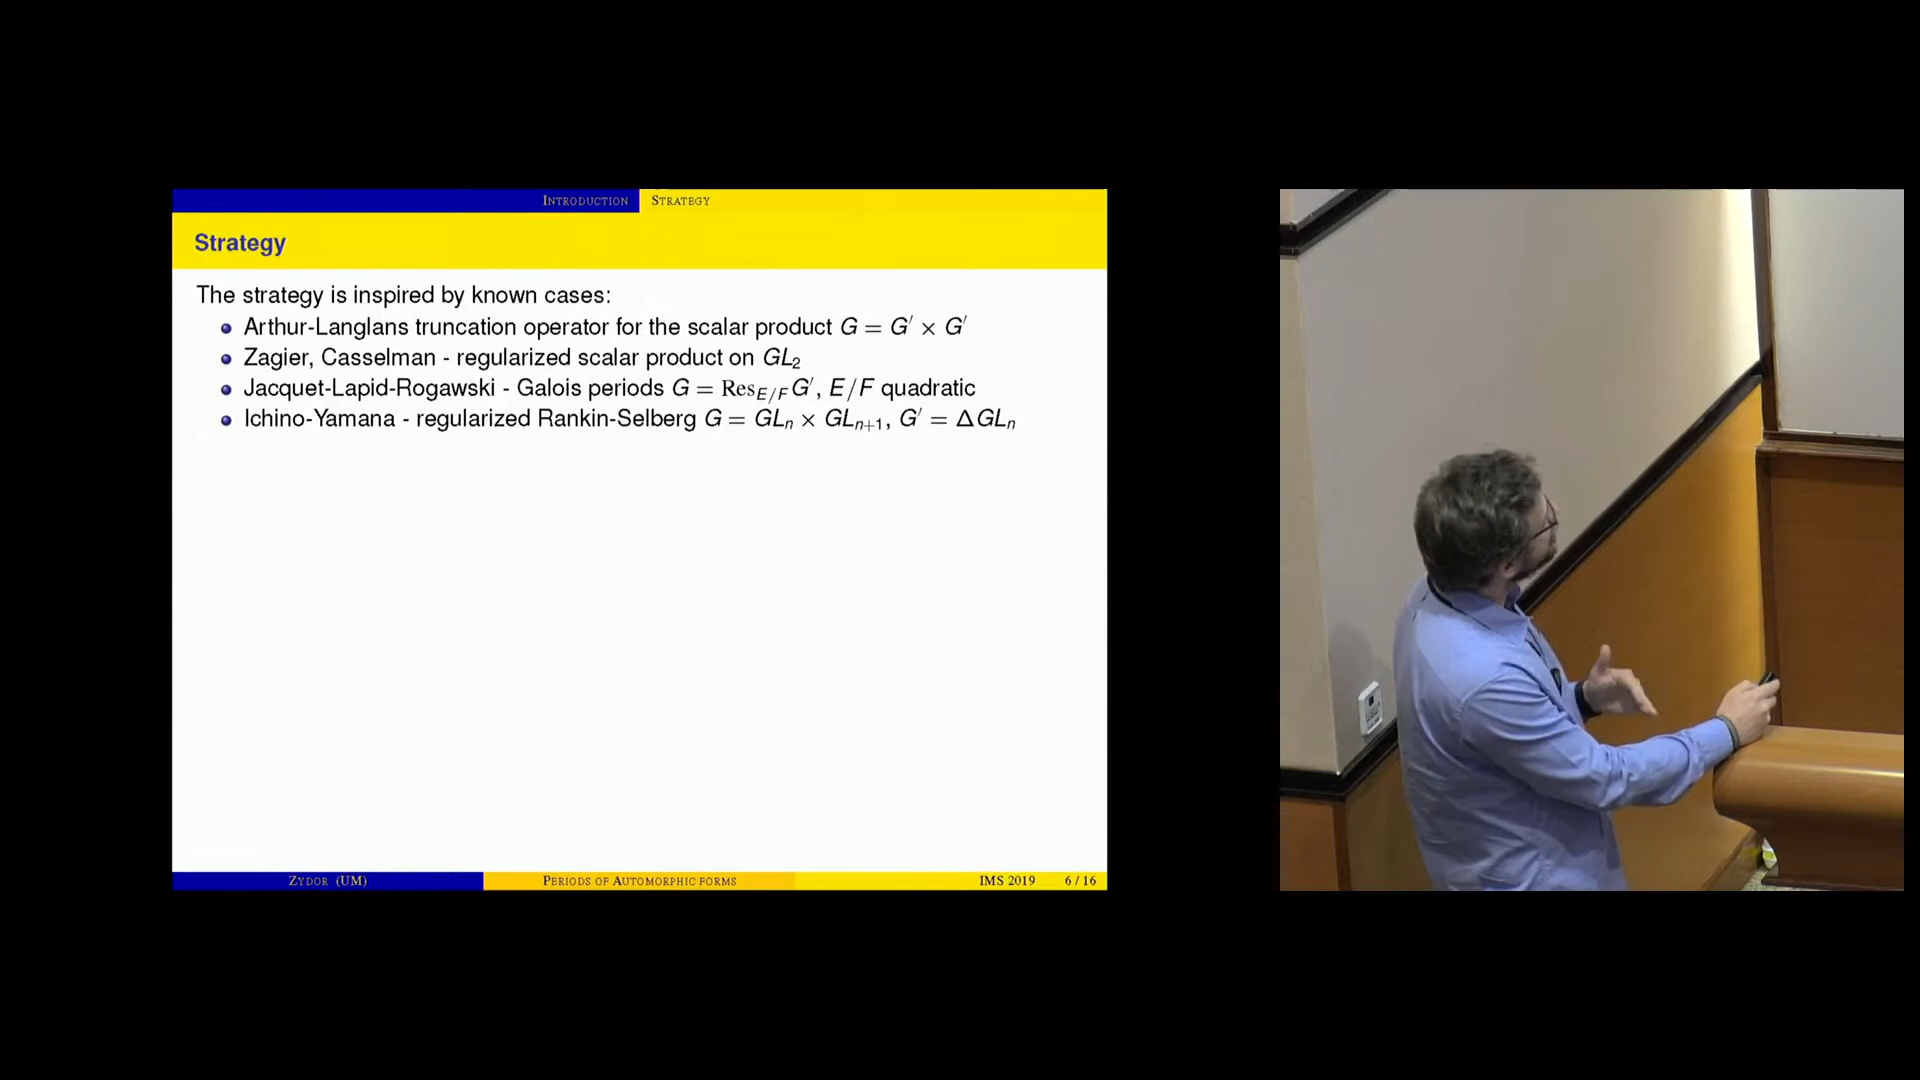 Introduction Strategy
Strategy
The strategy is inspired by known cases:
Arthur-Langlans truncation operator for the scalar product G = G′ × G′
Zagier, Casselman - regularized scalar product on GL₂
Jacquet-Lapid-Rogawski - Galois periods G = Res_{E/F} G′, E/F quadratic
Ichino-Yamana - regularized Rankin-Selberg G = GLₙ × GLₙ₊₁, G′ = ΔGLₙ
Zydor (UM) Periods of Automorphic forms IMS 2019 6 / 16